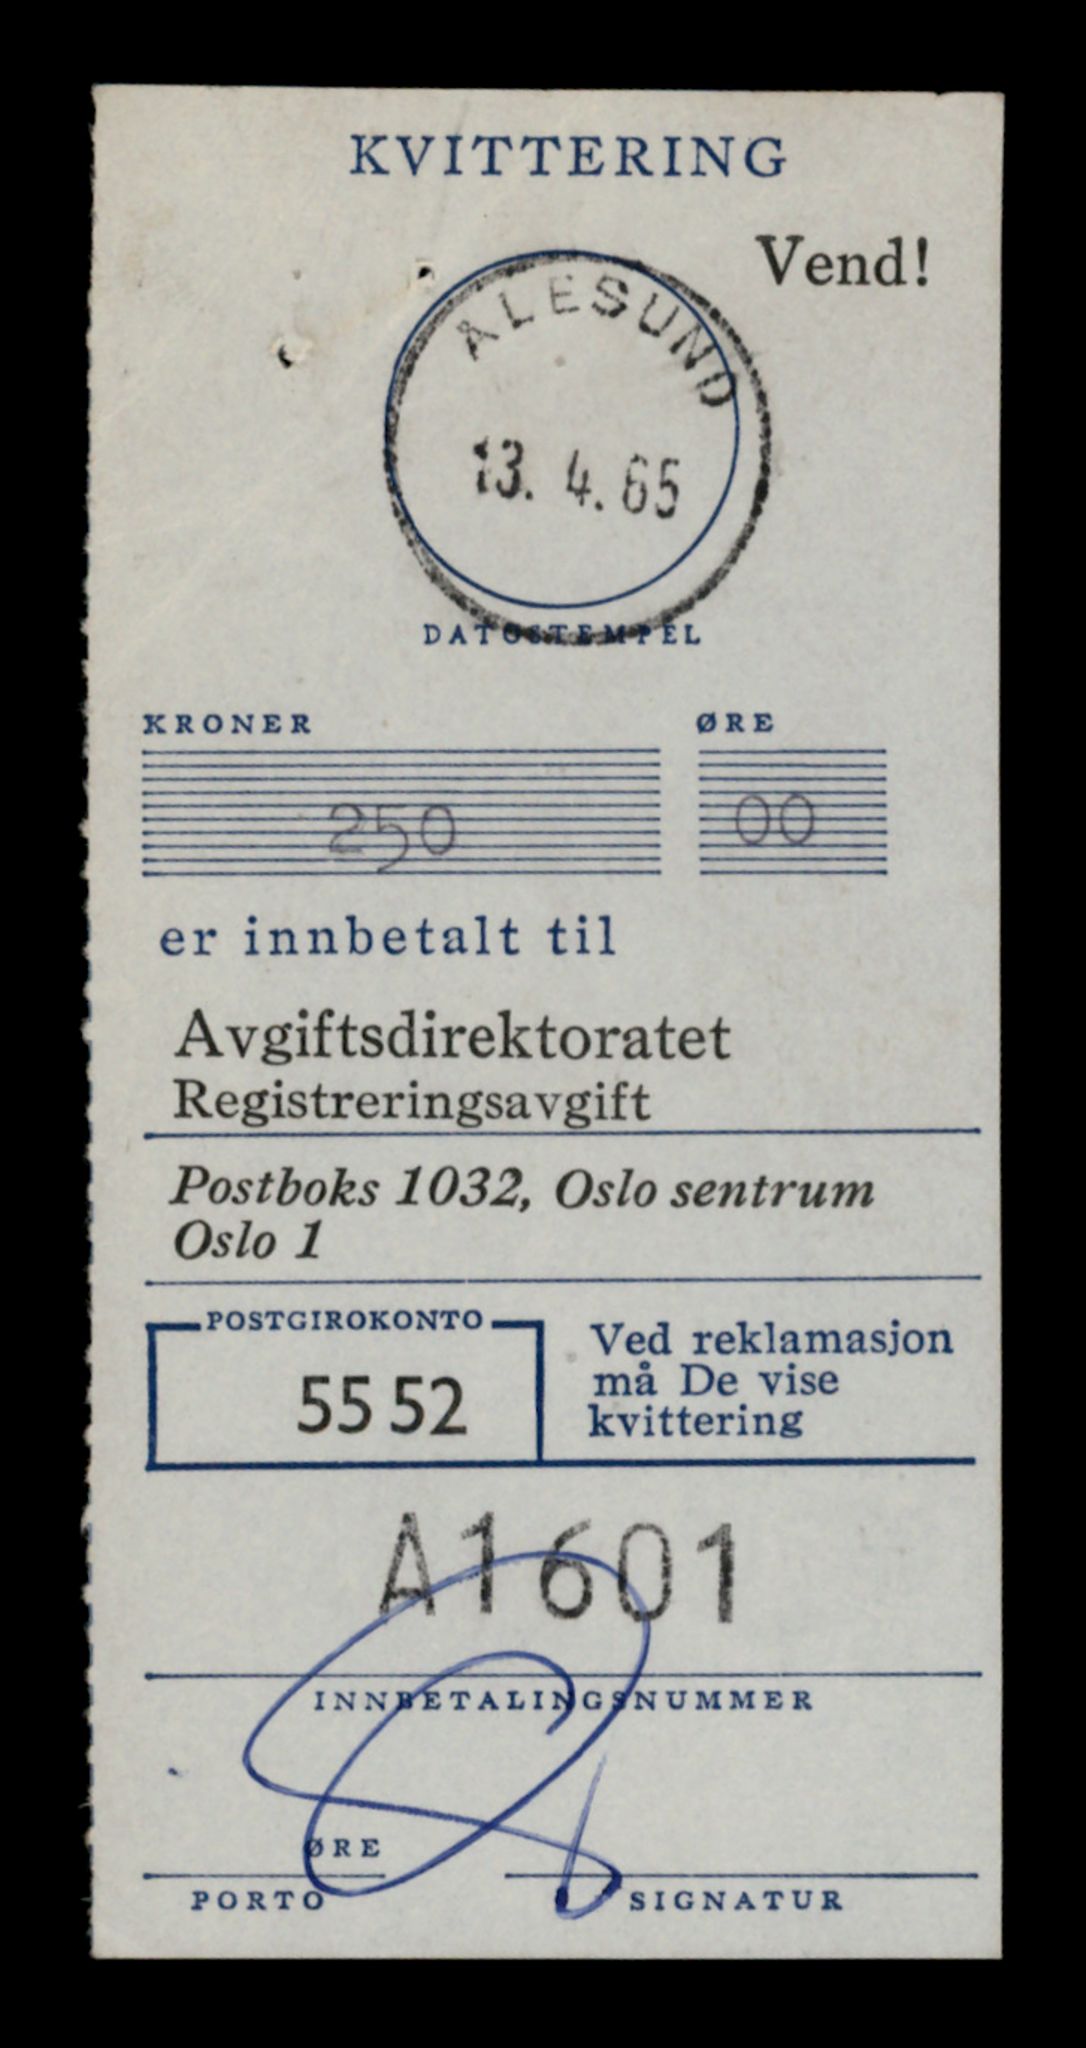 KVITTERING
Vend!
ÅLESUND
13. 4. 65
DATOSTEMPEL
KRONER ØRE
250 00
er innbetalt til
Avgiftsdirektoratet
Registreringsavgift
Postboks 1032, Oslo sentrum
Oslo 1
POSTGIROKONTO
55 52
Ved reklamasjon
må De vise
kvittering
A1601
INNBETALINGSNUMMER
ØRE
PORTO SIGNATUR